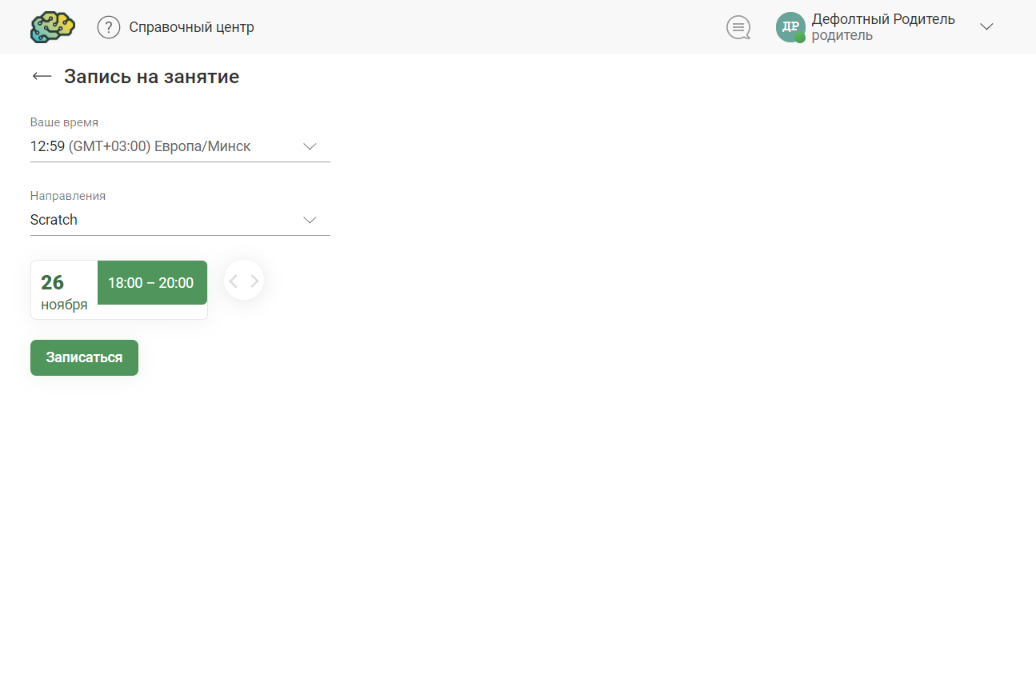 Справочный центр
ДР
Дефолтный Родитель
родитель
Запись на занятие
Ваше время
12:59 (GMT+03:00) Европа/Минск
Направления
Scratch
26
ноября
18:00 – 20:00
Записаться